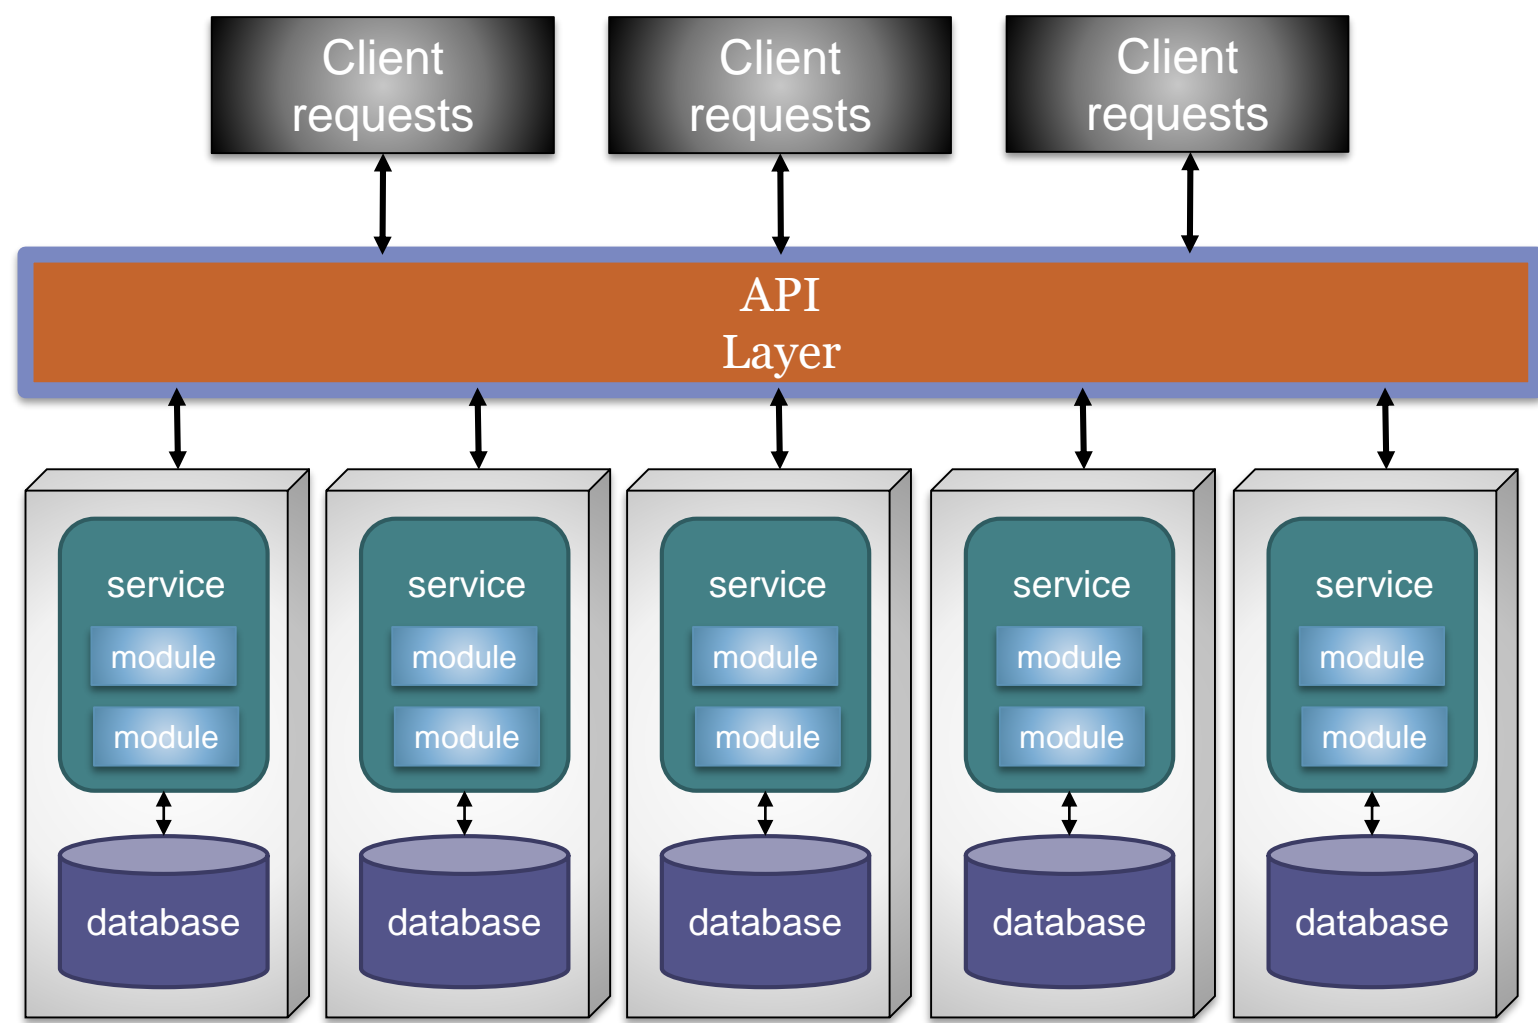 Client
requests
Client
requests
Client
requests
API
Layer
service
module
module
database
service
module
module
database
service
module
module
database
service
module
module
database
service
module
module
database